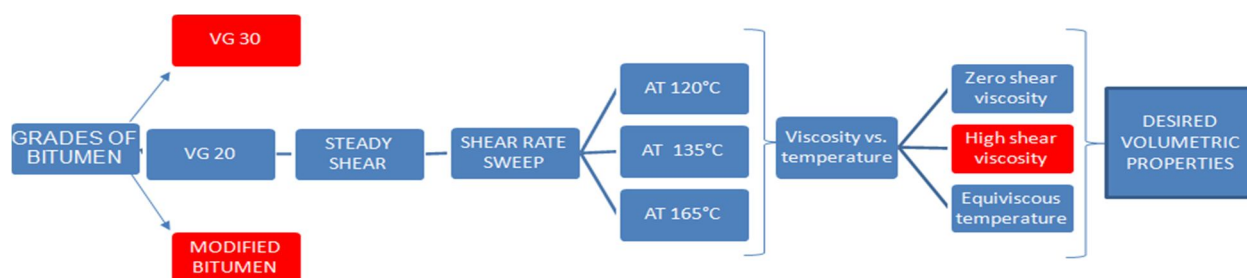 VG 30
GRADES OF
BITUMEN
VG 20
MODIFIED
BITUMEN
STEADY
SHEAR
SHEAR RATE
SWEEP
AT 120°C
AT 135°C
AT 165°C
Viscosity vs.
temperature
Zero shear
viscosity
High shear
viscosity
Equiviscous
temperature
DESIRED
VOLUMETRIC
PROPERTIES